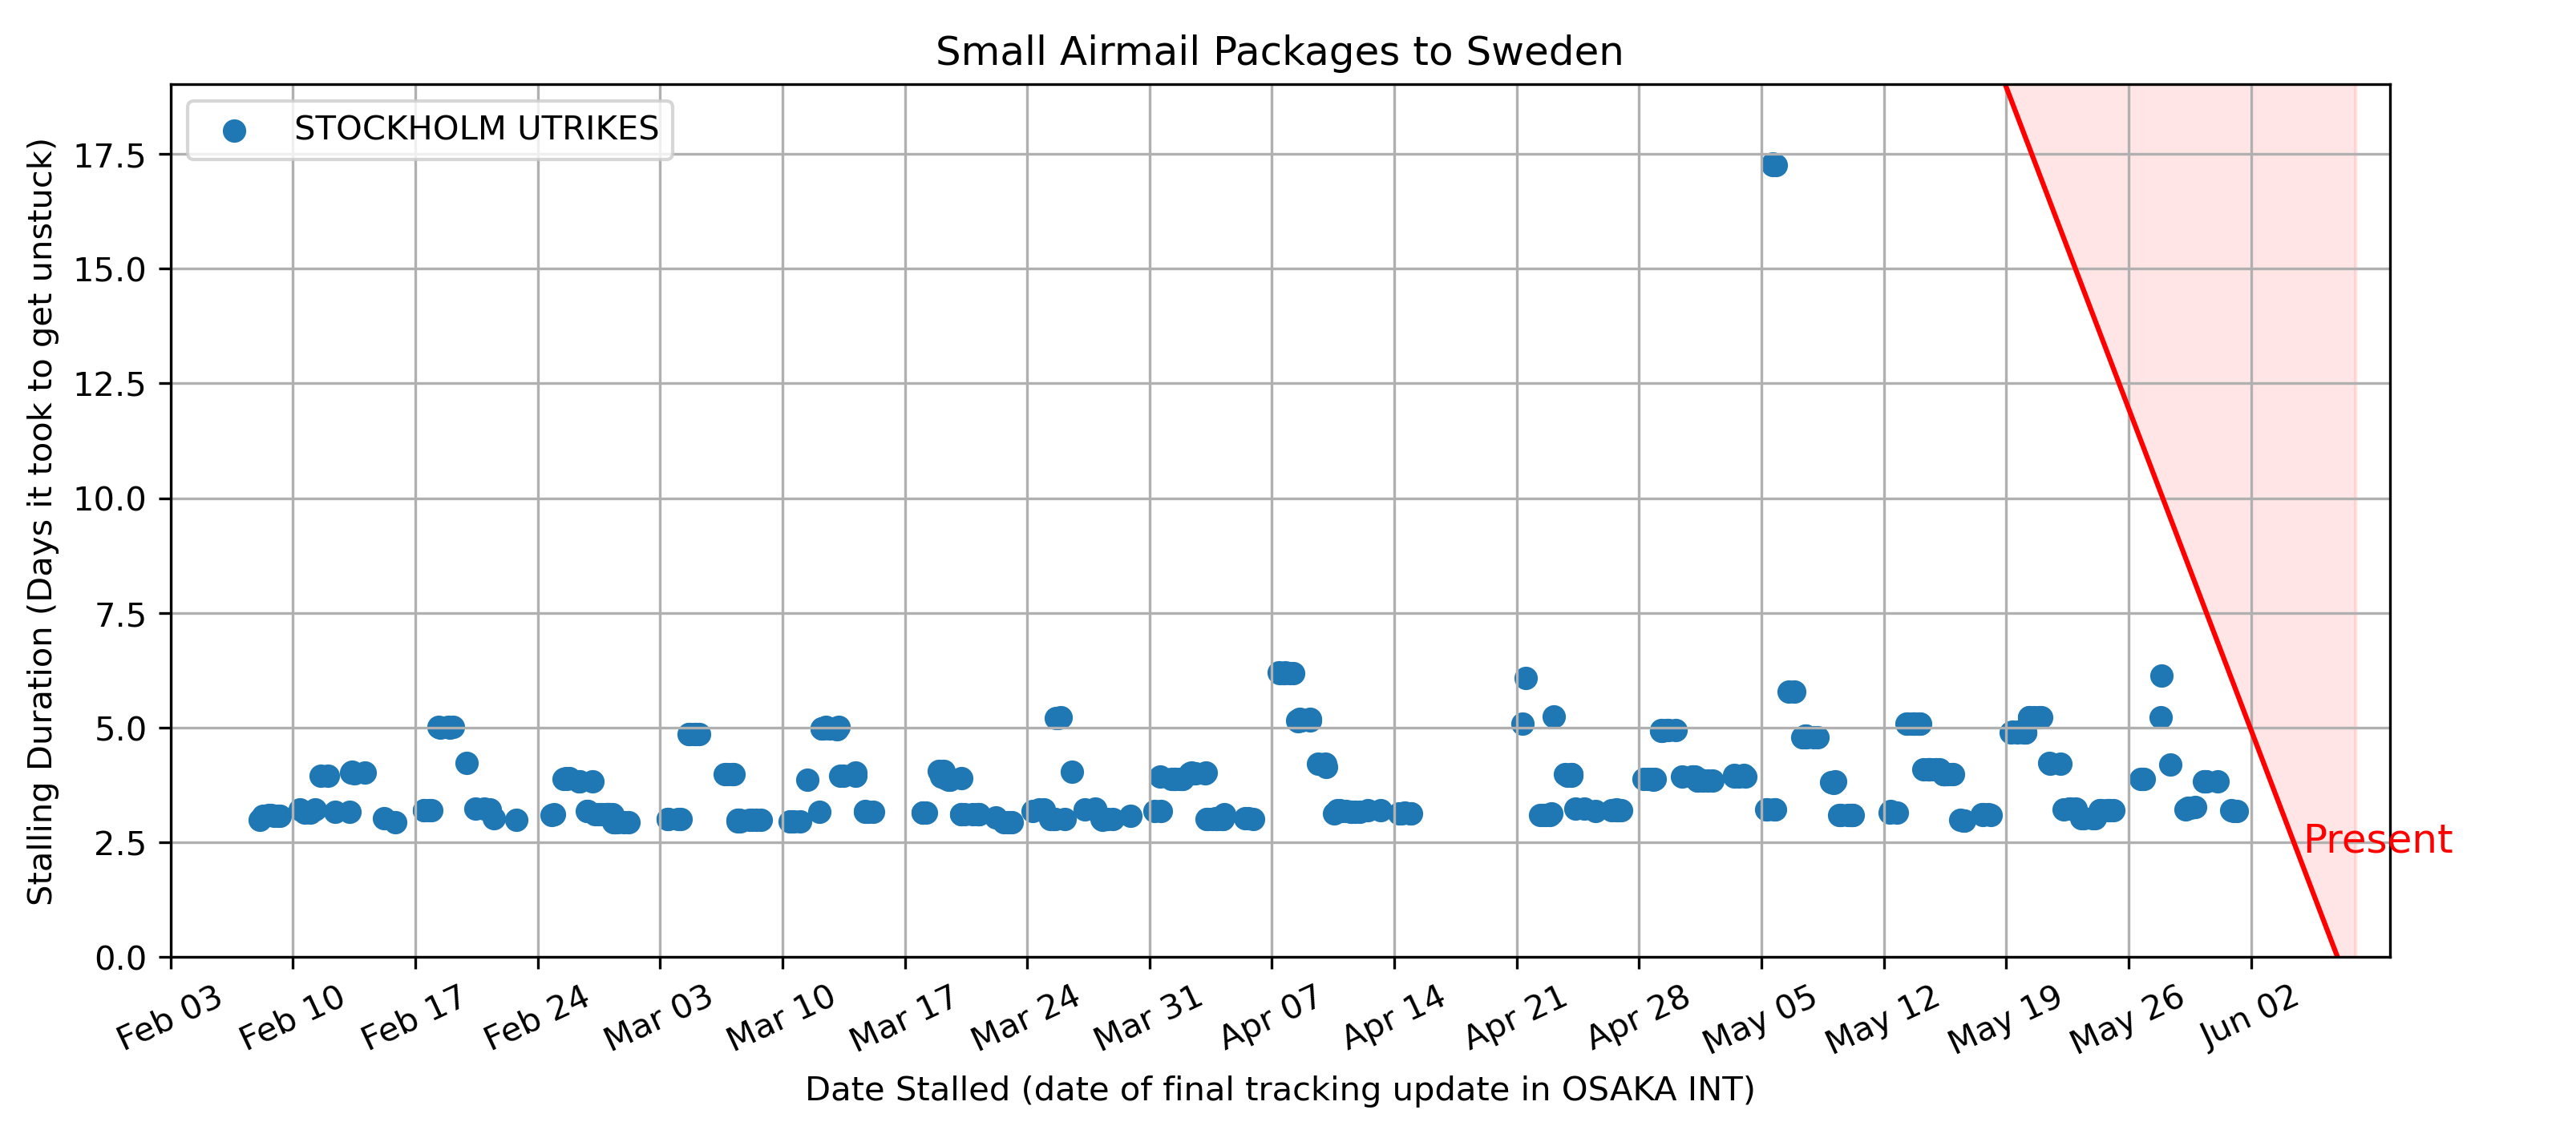 Small Airmail Packages to Sweden
STOCKHOLM UTRIKES
Stalling Duration (Days it took to get unstuck)
17.5
15.0
12.5
10.0
7.5
5.0
2.5
0.0
Present
Feb 03
Feb 10
Feb 17
Feb 24
Mar 03
Mar 10
Mar 17
Mar 24
Mar 31
Apr 07
Apr 14
Apr 21
Apr 28
May 05
May 12
May 19
May 26
Jun 02
Date Stalled (date of final tracking update in OSAKA INT)